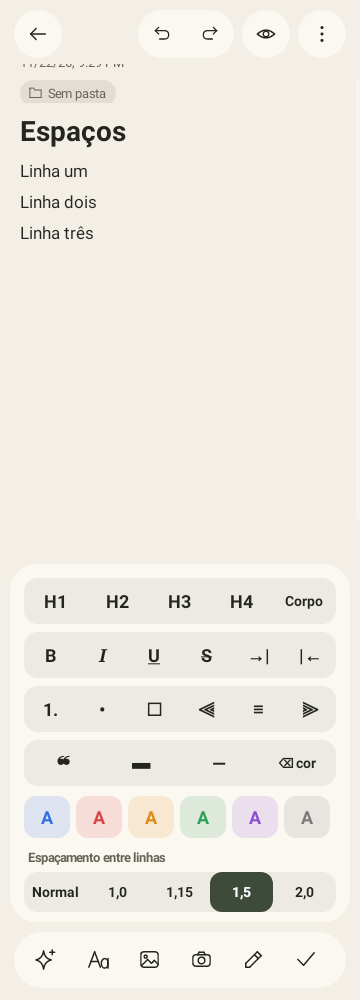 Sem pasta
Espaços
Linha um
Linha dois
Linha três
H1 H2 H3 H4 Corpo
B I U S →| |←
1. • ☐ ≡
❝ ▬ — ⌫ cor
A A A A A A
Espaçamento entre linhas
Normal 1,0 1,15 1,5 2,0
Aa